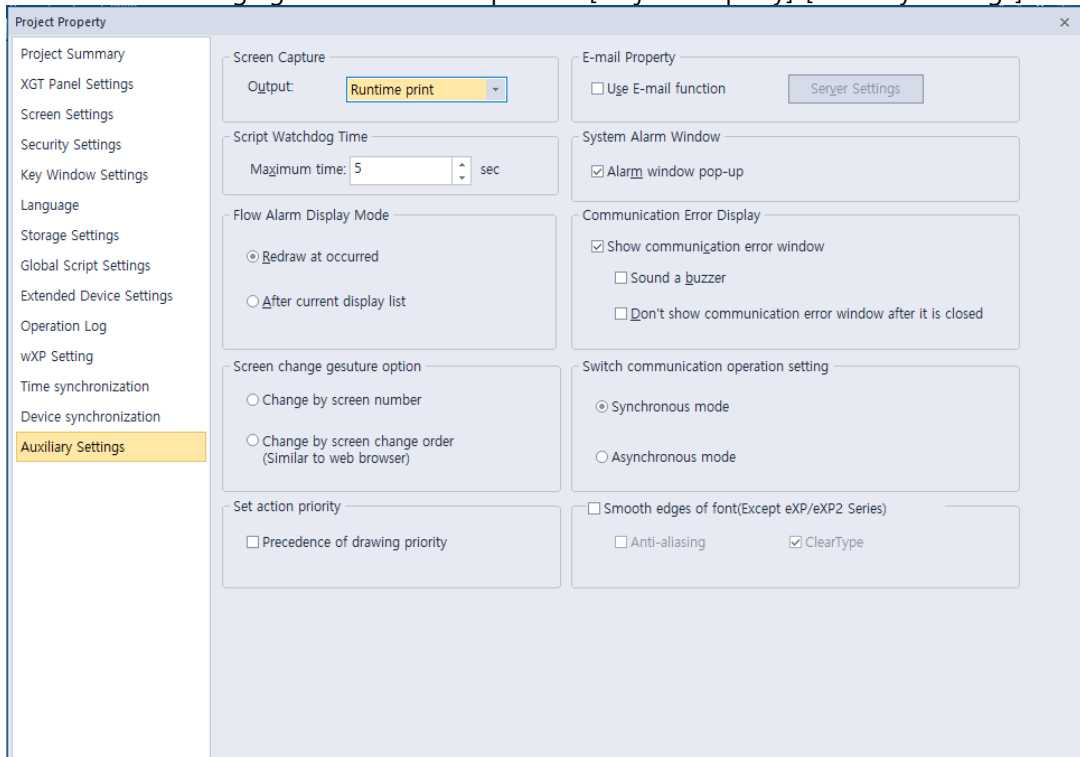 Project Property
Project Summary
XGT Panel Settings
Screen Settings
Security Settings
Key Window Settings
Language
Storage Settings
Global Script Settings
Extended Device Settings
Operation Log
wXP Setting
Time synchronization
Device synchronization
Auxiliary Settings
Screen Capture
Output:
Runtime print
Script Watchdog Time
Maximum time: 5 sec
Flow Alarm Display Mode
Redraw at occurred
After current display list
Screen change gesuture option
Change by screen number
Change by screen change order
(Similar to web browser)
Set action priority
Precedence of drawing priority
E-mail Property
Use E-mail function
Server Settings
System Alarm Window
Alarm window pop-up
Communication Error Display
Show communication error window
Sound a buzzer
Don't show communication error window after it is closed
Switch communication operation setting
Synchronous mode
Asynchronous mode
Smooth edges of font(Except eXP/eXP2 Series)
Anti-aliasing
ClearType